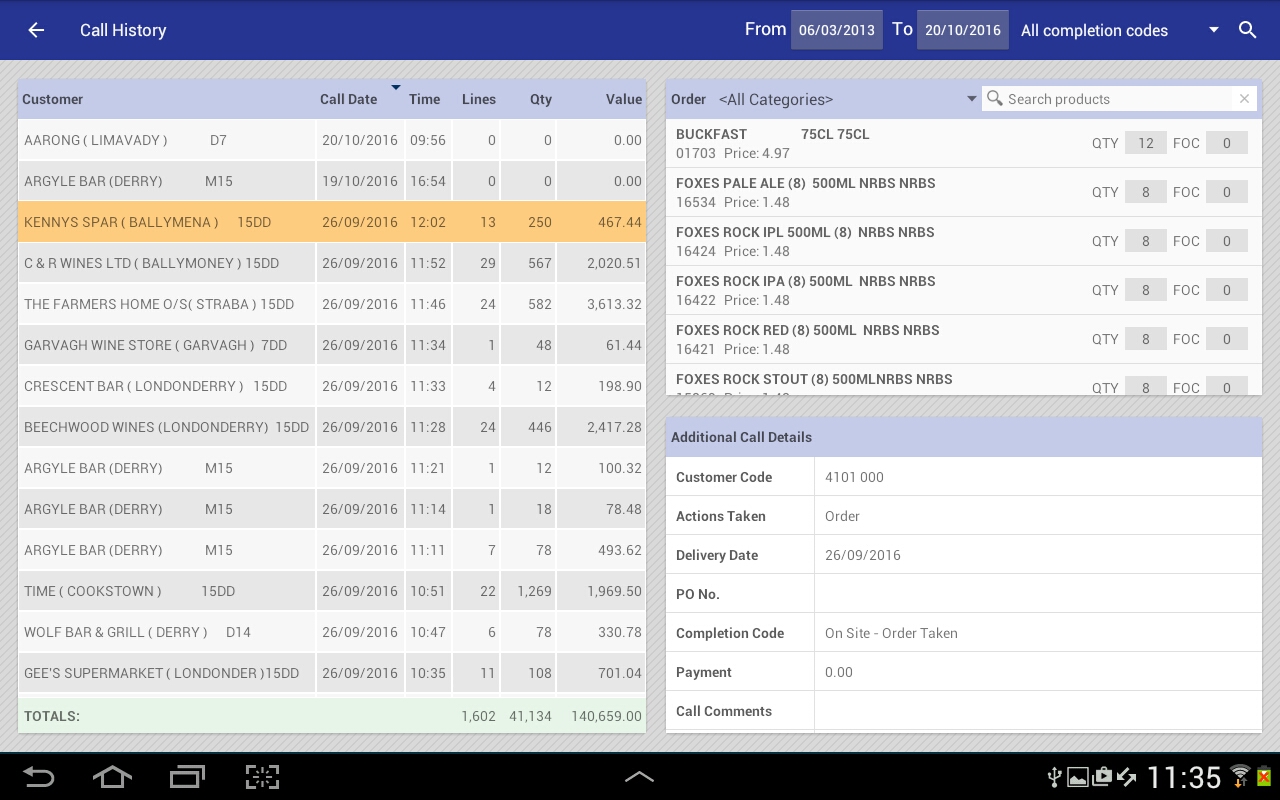 Call History From 06/03/2013 To 20/10/2016 All completion codes
Customer Call Date Time Lines Qty Value
AARONG ( LIMAVADY ) D7 20/10/2016 09:56 0 0 0.00
ARGYLE BAR (DERRY) M15 19/10/2016 16:54 0 0 0.00
KENNYS SPAR ( BALLYMENA ) 15DD 26/09/2016 12:02 13 250 467.44
C & R WINES LTD ( BALLYMONEY ) 15DD 26/09/2016 11:52 29 567 2,020.51
THE FARMERS HOME O/S( STRABA ) 15DD 26/09/2016 11:46 24 582 3,613.32
GARVAGH WINE STORE ( GARVAGH ) 7DD 26/09/2016 11:34 1 48 61.44
CRESCENT BAR ( LONDONDERRY ) 15DD 26/09/2016 11:33 4 12 198.90
BEECHWOOD WINES (LONDONDERRY) 15DD 26/09/2016 11:28 24 446 2,417.28
ARGYLE BAR (DERRY) M15 26/09/2016 11:21 1 12 100.32
ARGYLE BAR (DERRY) M15 26/09/2016 11:14 1 18 78.48
ARGYLE BAR (DERRY) M15 26/09/2016 11:11 7 78 493.62
TIME ( COOKSTOWN ) 15DD 26/09/2016 10:51 22 1,269 1,969.50
WOLF BAR & GRILL ( DERRY ) D14 26/09/2016 10:47 6 78 330.78
GEE'S SUPERMARKET ( LONDONDER )15DD 26/09/2016 10:35 11 108 701.04
TOTALS: 1,602 41,134 140,659.00
Order <All Categories> Search products
BUCKFAST 75CL 75CL
01703 Price: 4.97 QTY 12 FOC 0
FOXES PALE ALE (8) 500ML NRBS NRBS
16534 Price: 1.48 QTY 8 FOC 0
FOXES ROCK IPL 500ML (8) NRBS NRBS
16424 Price: 1.48 QTY 8 FOC 0
FOXES ROCK IPA (8) 500ML NRBS NRBS
16422 Price: 1.48 QTY 8 FOC 0
FOXES ROCK RED (8) 500ML NRBS NRBS
16421 Price: 1.48 QTY 8 FOC 0
FOXES ROCK STOUT (8) 500MLNRBS NRBS
QTY 8 FOC 0
Additional Call Details
Customer Code 4101 000
Actions Taken Order
Delivery Date 26/09/2016
PO No.
Completion Code On Site - Order Taken
Payment 0.00
Call Comments
11:35